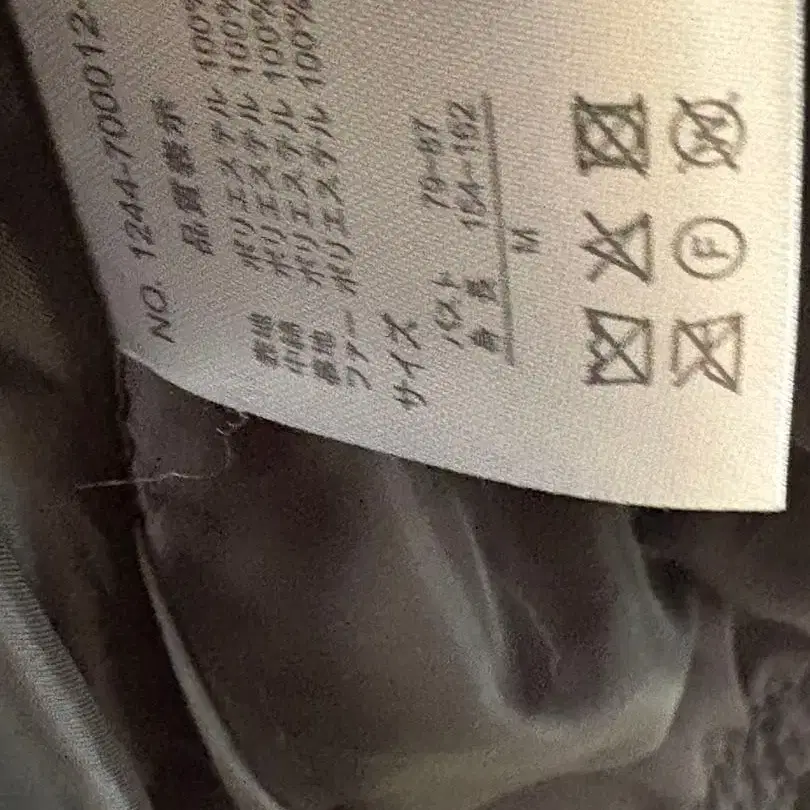 NO. 1244-700012-
品質表示
表地 ポリエステル 100%
中綿 ポリエステル 100%
裏地 ポリエステル 100%
ファー ポリエステル 100%
サイズ
バスト 79-87
身長 154-162
M
F
W